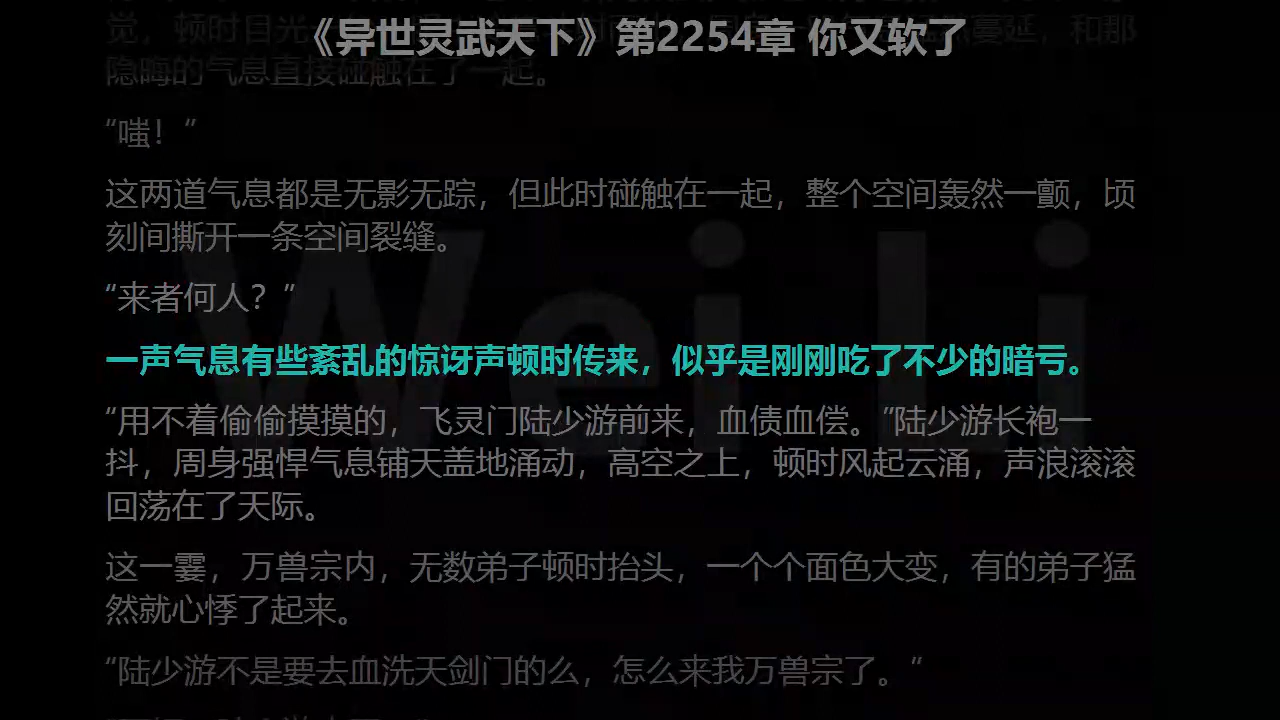 《异世灵武天下》第2254章 你又软了
觉，顿时目光
蔓延，和那
隐晦的气息直接碰触在了一起。
“嗤！”
这两道气息都是无影无踪，但此时碰触在一起，整个空间轰然一颤，顷
刻间撕开一条空间裂缝。
“来者何人？”
一声气息有些紊乱的惊讶声顿时传来，似乎是刚刚吃了不少的暗亏。
“用不着偷偷摸摸的，飞灵门陆少游前来，血债血偿。”陆少游长袍一
抖，周身强悍气息铺天盖地涌动，高空之上，顿时风起云涌，声浪滚滚
回荡在了天际。
这一霎，万兽宗内，无数弟子顿时抬头，一个个面色大变，有的弟子猛
然就心悸了起来。
“陆少游不是要去血洗天剑门的么，怎么来我万兽宗了。”
Wei Li